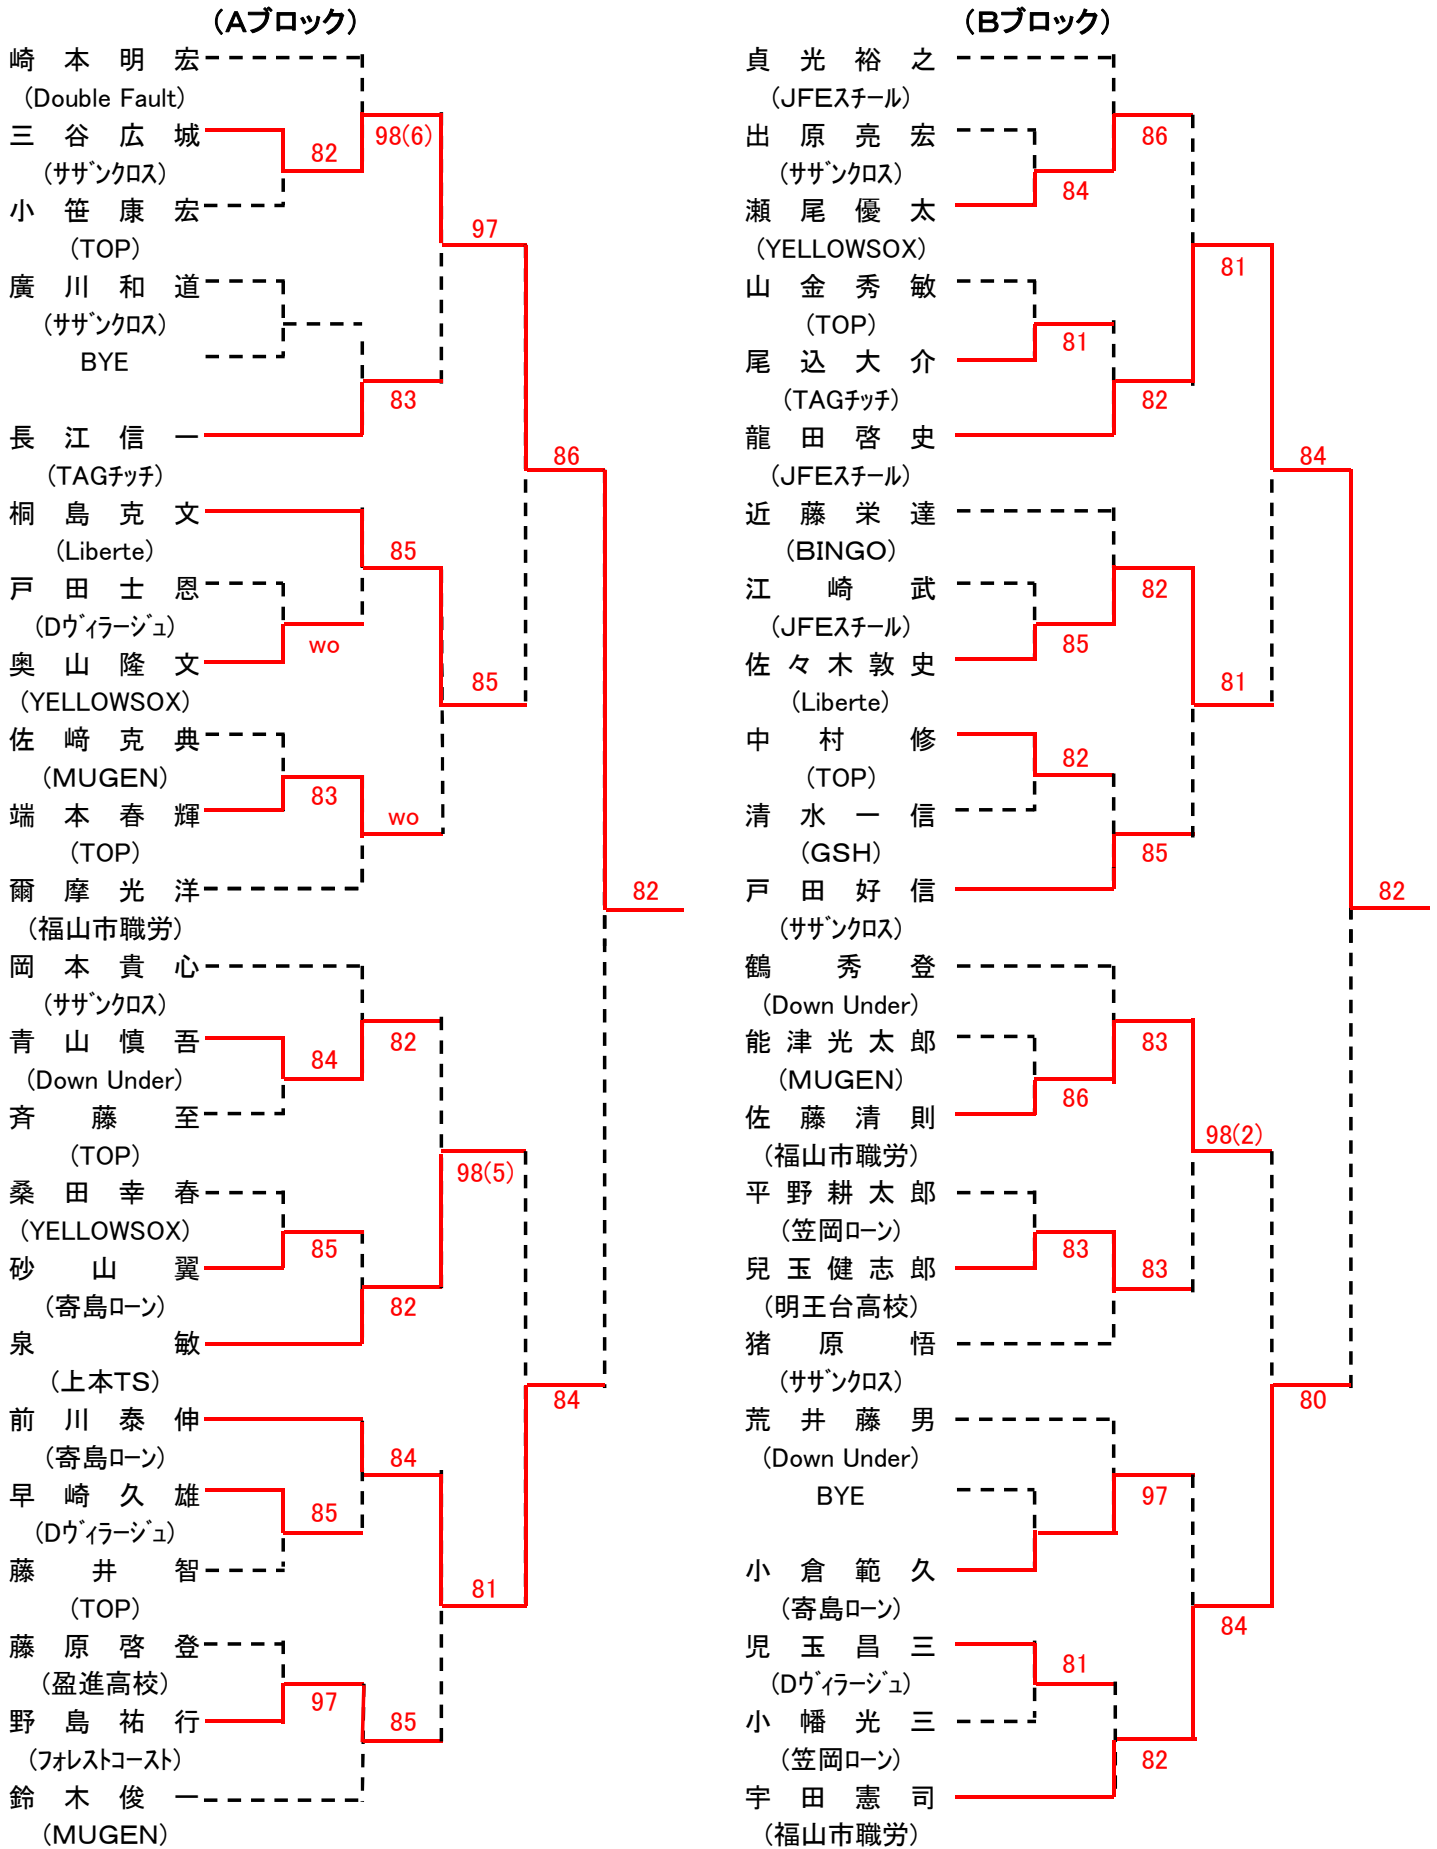 (Aブロック)
崎本明宏
(Double Fault)
三谷広城
82
98(6)
(サザンクロス)
小笹康宏
(TOP)
97
廣川和道
(サザンクロス)
BYE
83
長江信一
(TAGチッチ)
86
桐島克文
(Liberte)
85
戸田士恩
(Dヴィラージュ)
wo
奥山隆文
(YELLOWSOX)
85
佐﨑克典
(MUGEN)
83
端本春輝
wo
(TOP)
爾摩光洋
(福山市職労)
82
岡本貴心
(サザンクロス)
青山慎吾
84
82
(Down Under)
斉藤至
(TOP)
98(5)
桑田幸春
(YELLOWSOX)
85
砂山翼
(寄島ローン)
82
泉敏
(上本TS)
84
前川泰伸
(寄島ローン)
84
早崎久雄
85
(Dヴィラージュ)
藤井智
81
(TOP)
藤原啓登
(盈進高校)
97
野島祐行
85
(フォレストコースト)
鈴木俊一
(MUGEN)
(Bブロック)
貞光裕之
(JFEスチール)
出原亮宏
86
(サザンクロス)
84
瀬尾優太
(YELLOWSOX)
81
山金秀敏
(TOP)
81
尾込大介
(TAGチッチ)
82
龍田啓史
(JFEスチール)
84
近藤栄達
(BINGO)
江崎武
82
(JFEスチール)
85
佐々木敦史
(Liberte)
81
中村修
82
(TOP)
清水一信
(GSH)
85
戸田好信
(サザンクロス)
82
鶴秀登
(Down Under)
能津光太郎
83
(MUGEN)
86
佐藤清則
(福山市職労)
98(2)
平野耕太郎
(笠岡ローン)
83
兒玉健志郎
83
(明王台高校)
猪原悟
(サザンクロス)
80
荒井藤男
(Down Under)
BYE
97
小倉範久
(寄島ローン)
84
児玉昌三
81
(Dヴィラージュ)
小幡光三
(笠岡ローン)
82
宇田憲司
(福山市職労)